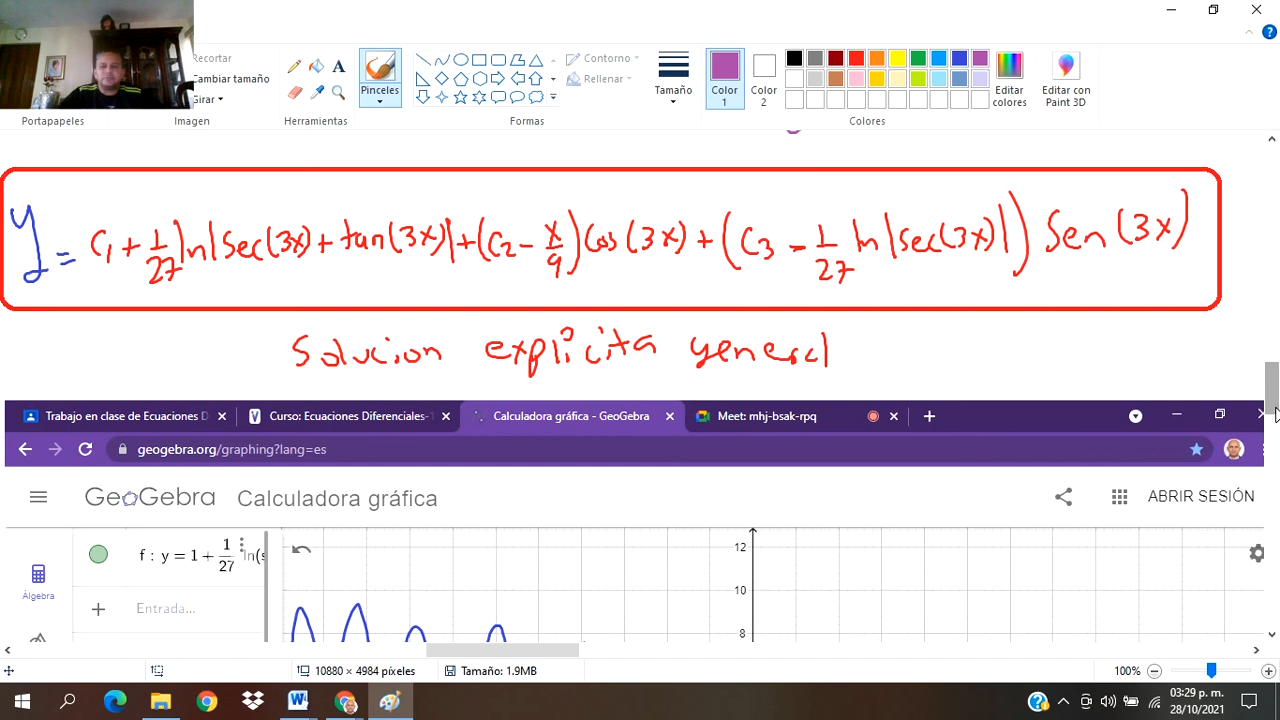 Recortar
Cambiar tamaño
Girar
Pinceles
Contorno
Rellenar
Tamaño
Color 1
Color 2
Editar colores
Editar con Paint 3D
Portapapeles
Imagen
Herramientas
Formas
Colores
y = C1 + 1/27 ln|sec(3x) + tan(3x)| + (C2 - x/9) Cos(3x) + (C3 - 1/27 ln|sec(3x)|) Sen(3x)
Solucion explicita general
Trabajo en clase de Ecuaciones D
Curso: Ecuaciones Diferenciales-1
Calculadora gráfica - GeoGebra
Meet: mhj-bsak-rpq
geogebra.org/graphing?lang=es
GeoGebra
Calculadora gráfica
ABRIR SESIÓN
f : y = 1 + 1/27 ln(s
Álgebra
Entrada...
12
10
8
10880 × 4984 píxeles
Tamaño: 1.9MB
100%
03:29 p. m.
28/10/2021